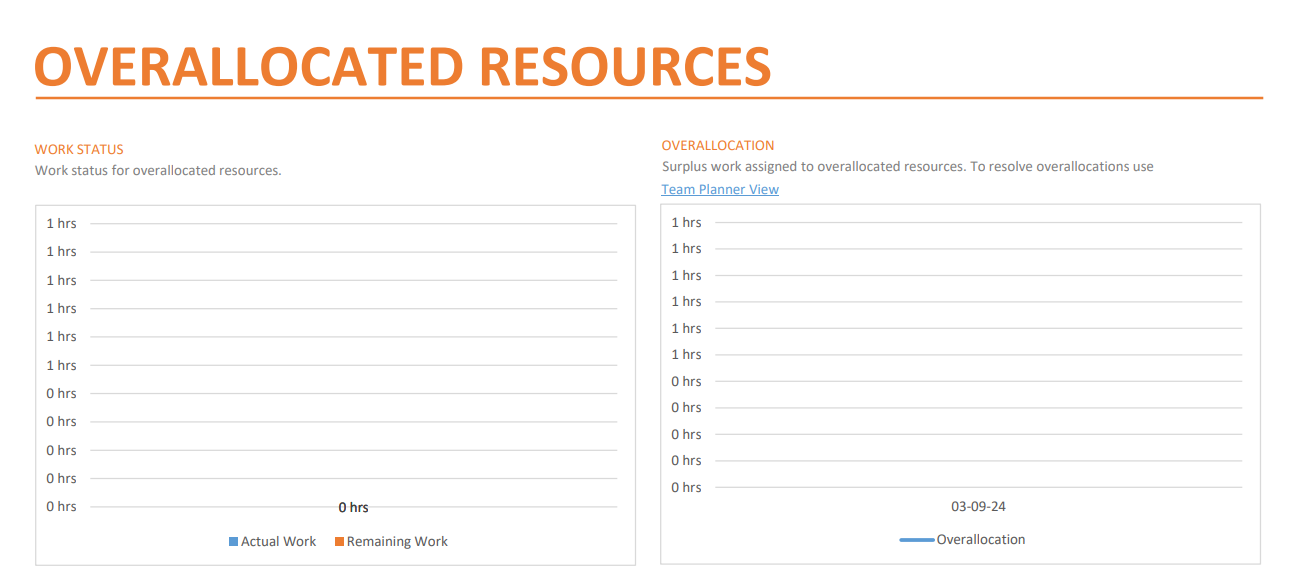 OVERALLOCATED RESOURCES
WORK STATUS
Work status for overallocated resources.
1 hrs
1 hrs
1 hrs
1 hrs
1 hrs
1 hrs
0 hrs
0 hrs
0 hrs
0 hrs
0 hrs
0 hrs
Actual Work
Remaining Work
OVERALLOCATION
Surplus work assigned to overallocated resources. To resolve overallocations use
Team Planner View
1 hrs
1 hrs
1 hrs
1 hrs
1 hrs
1 hrs
0 hrs
0 hrs
0 hrs
0 hrs
0 hrs
03-09-24
Overallocation